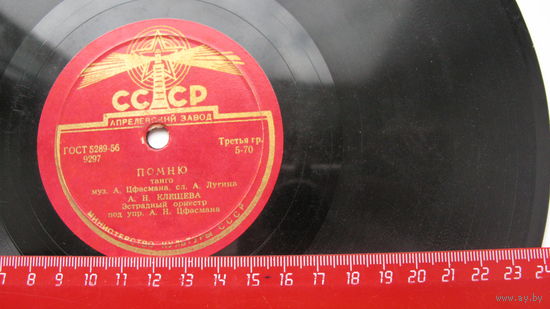 СССР
АПРЕЛЕВСКИЙ ЗАВОД
ГОСТ 5289-56
9297
Третья гр.
5-70
ПОМНЮ
танго
муз. А. Цфасмана, сл. А. Лугина
А. Н. КЛЕЩЕВА
Эстрадный оркестр
под упр. А. Н. Цфасмана
МИНИСТЕРСТВО КУЛЬТУРЫ СССР
7 8 9 10 11 12 13 14 15 16 17 18 19 20 21 22 23 24
ay.by